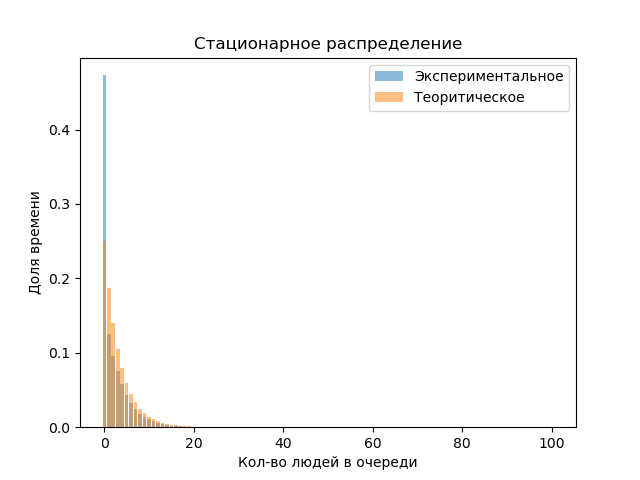 Стационарное распределение
Экспериментальное
Теоритическое
Доля времени
0.4
0.3
0.2
0.1
0.0
0 20 40 60 80 100
Кол-во людей в очереди